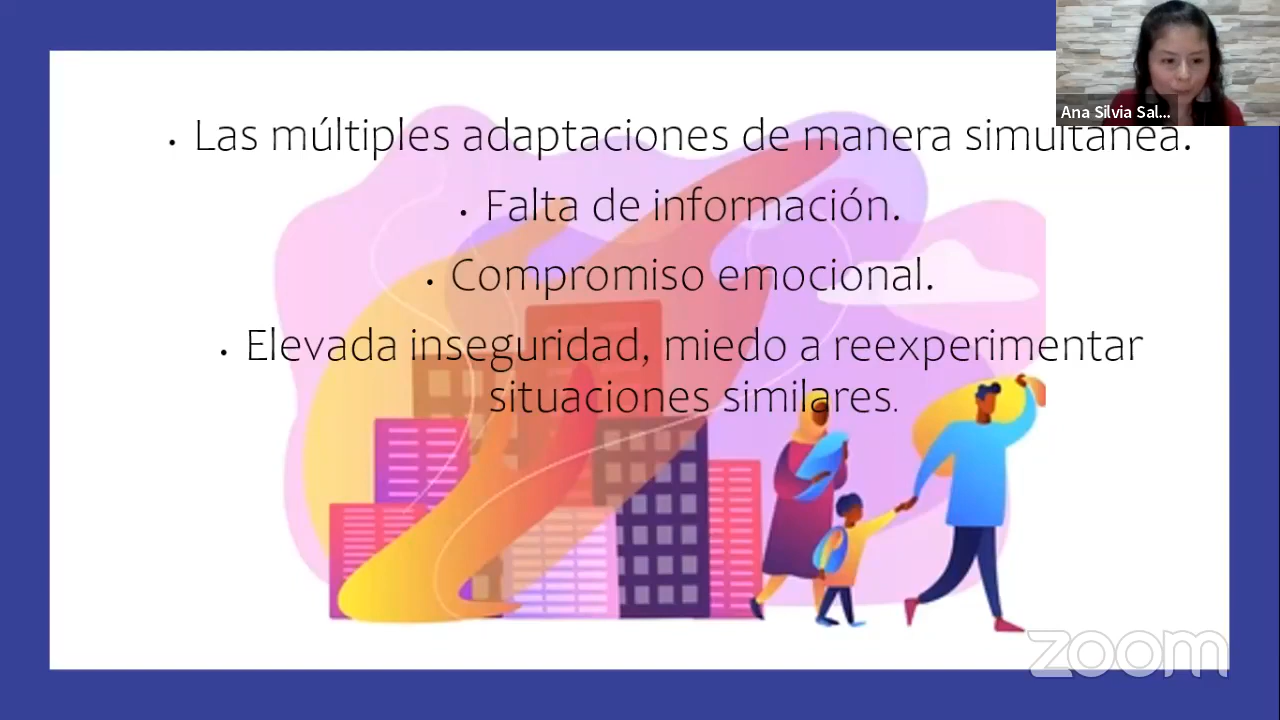 Ana Silvia Sal...
• Las múltiples adaptaciones de manera simultánea.
• Falta de información.
• Compromiso emocional.
• Elevada inseguridad, miedo a reexperimentar
situaciones similares.
zoom